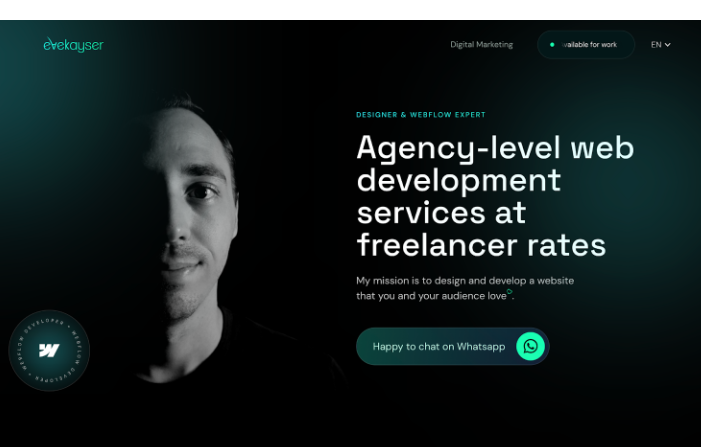 evekayser
Digital Marketing
available for work
EN
DESIGNER & WEBFLOW EXPERT
Agency-level web
development
services at
freelancer rates
My mission is to design and develop a website
that you and your audience love.
Happy to chat on Whatsapp
WEBFLOW DEVELOPER • WEBFLOW DEVELOPER •